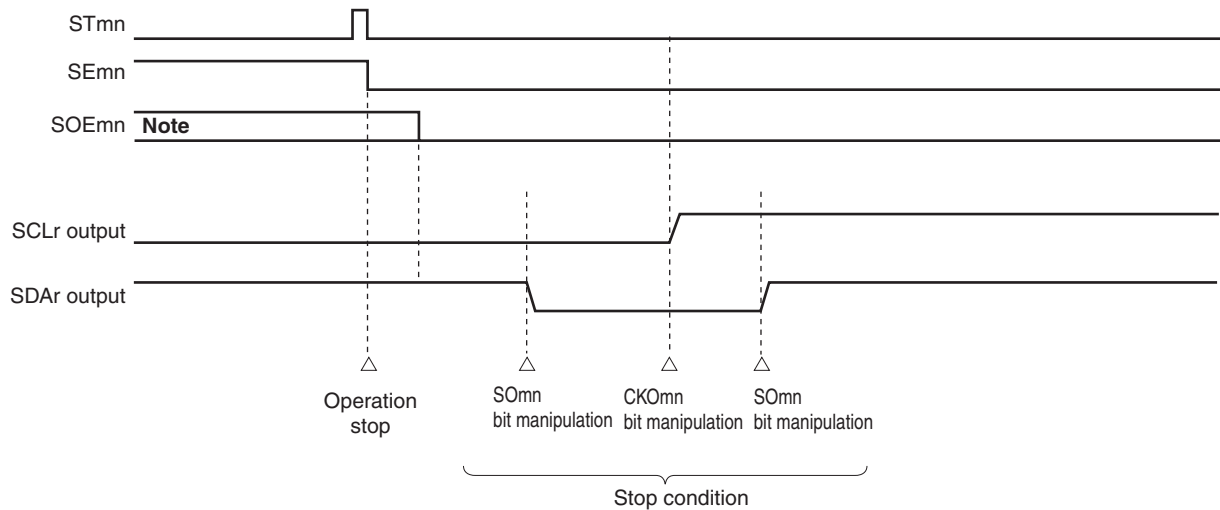 STmn
SEmn
SOEmn Note
SCLr output
SDAr output
Operation
stop
SOmn
bit manipulation
CKOmn
bit manipulation
SOmn
bit manipulation
Stop condition